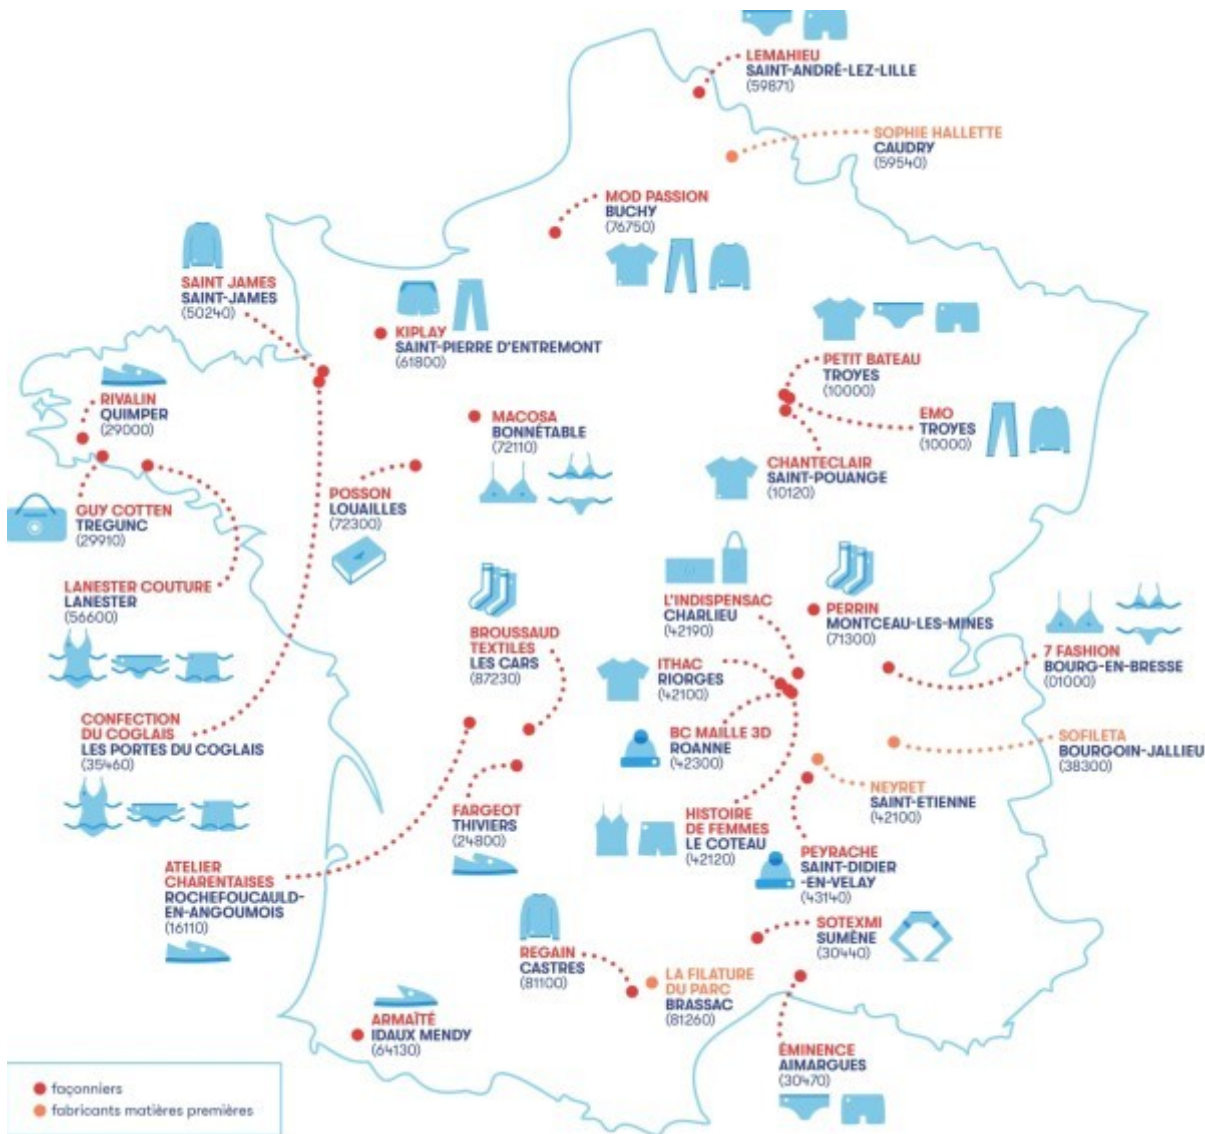 LEMAHIEU
SAINT-ANDRÉ-LEZ-LILLE
(59871)
SOPHIE HALLETTE
CAUDRY
(59540)
MOD PASSION
BUCHY
(76750)
SAINT JAMES
SAINT-JAMES
(50240)
KIPLAY
SAINT-PIERRE D'ENTREMONT
(61800)
PETIT BATEAU
TROYES
(10000)
RIVALIN
QUIMPER
(29000)
MACOSA
BONNÉTABLE
(72110)
EMO
TROYES
(10000)
CHANTECLAIR
SAINT-POUANGE
(10120)
POSSON
LOUAILLES
(72300)
GUY COTTEN
TREGUNC
(29910)
LANESTER COUTURE
LANESTER
(56600)
L'INDISPENSAC
CHARLIEU
(42190)
PERRIN
MONTCEAU-LES-MINES
(71300)
BROUSSAUD
TEXTILES
LES CARS
(87230)
7 FASHION
BOURG-EN-BRESSE
(01000)
ITHAC
RIORGES
(42100)
CONFECTION
DU COGLAIS
LES PORTES DU COGLAIS
(35460)
BC MAILLE 3D
ROANNE
(42300)
SOFILETA
BOURGOIN-JALLIEU
(38300)
NEYRET
SAINT-ETIENNE
(42100)
FARGEOT
THIVIERS
(24800)
HISTOIRE
DE FEMMES
LE COTEAU
(42120)
PEYRACHE
SAINT-DIDIER
-EN-VELAY
(43140)
ATELIER
CHARENTAISES
ROCHEFOUCAULD-
EN-ANGOUMOIS
(16110)
SOTEXMI
SUMÈNE
(30440)
REGAIN
CASTRES
(81100)
LA FILATURE
DU PARC
BRASSAC
(81260)
ARMAÏTÉ
IDAUX MENDY
(64130)
ÉMINENCE
AIMARGUES
(30470)
façonniers
fabricants matières premières